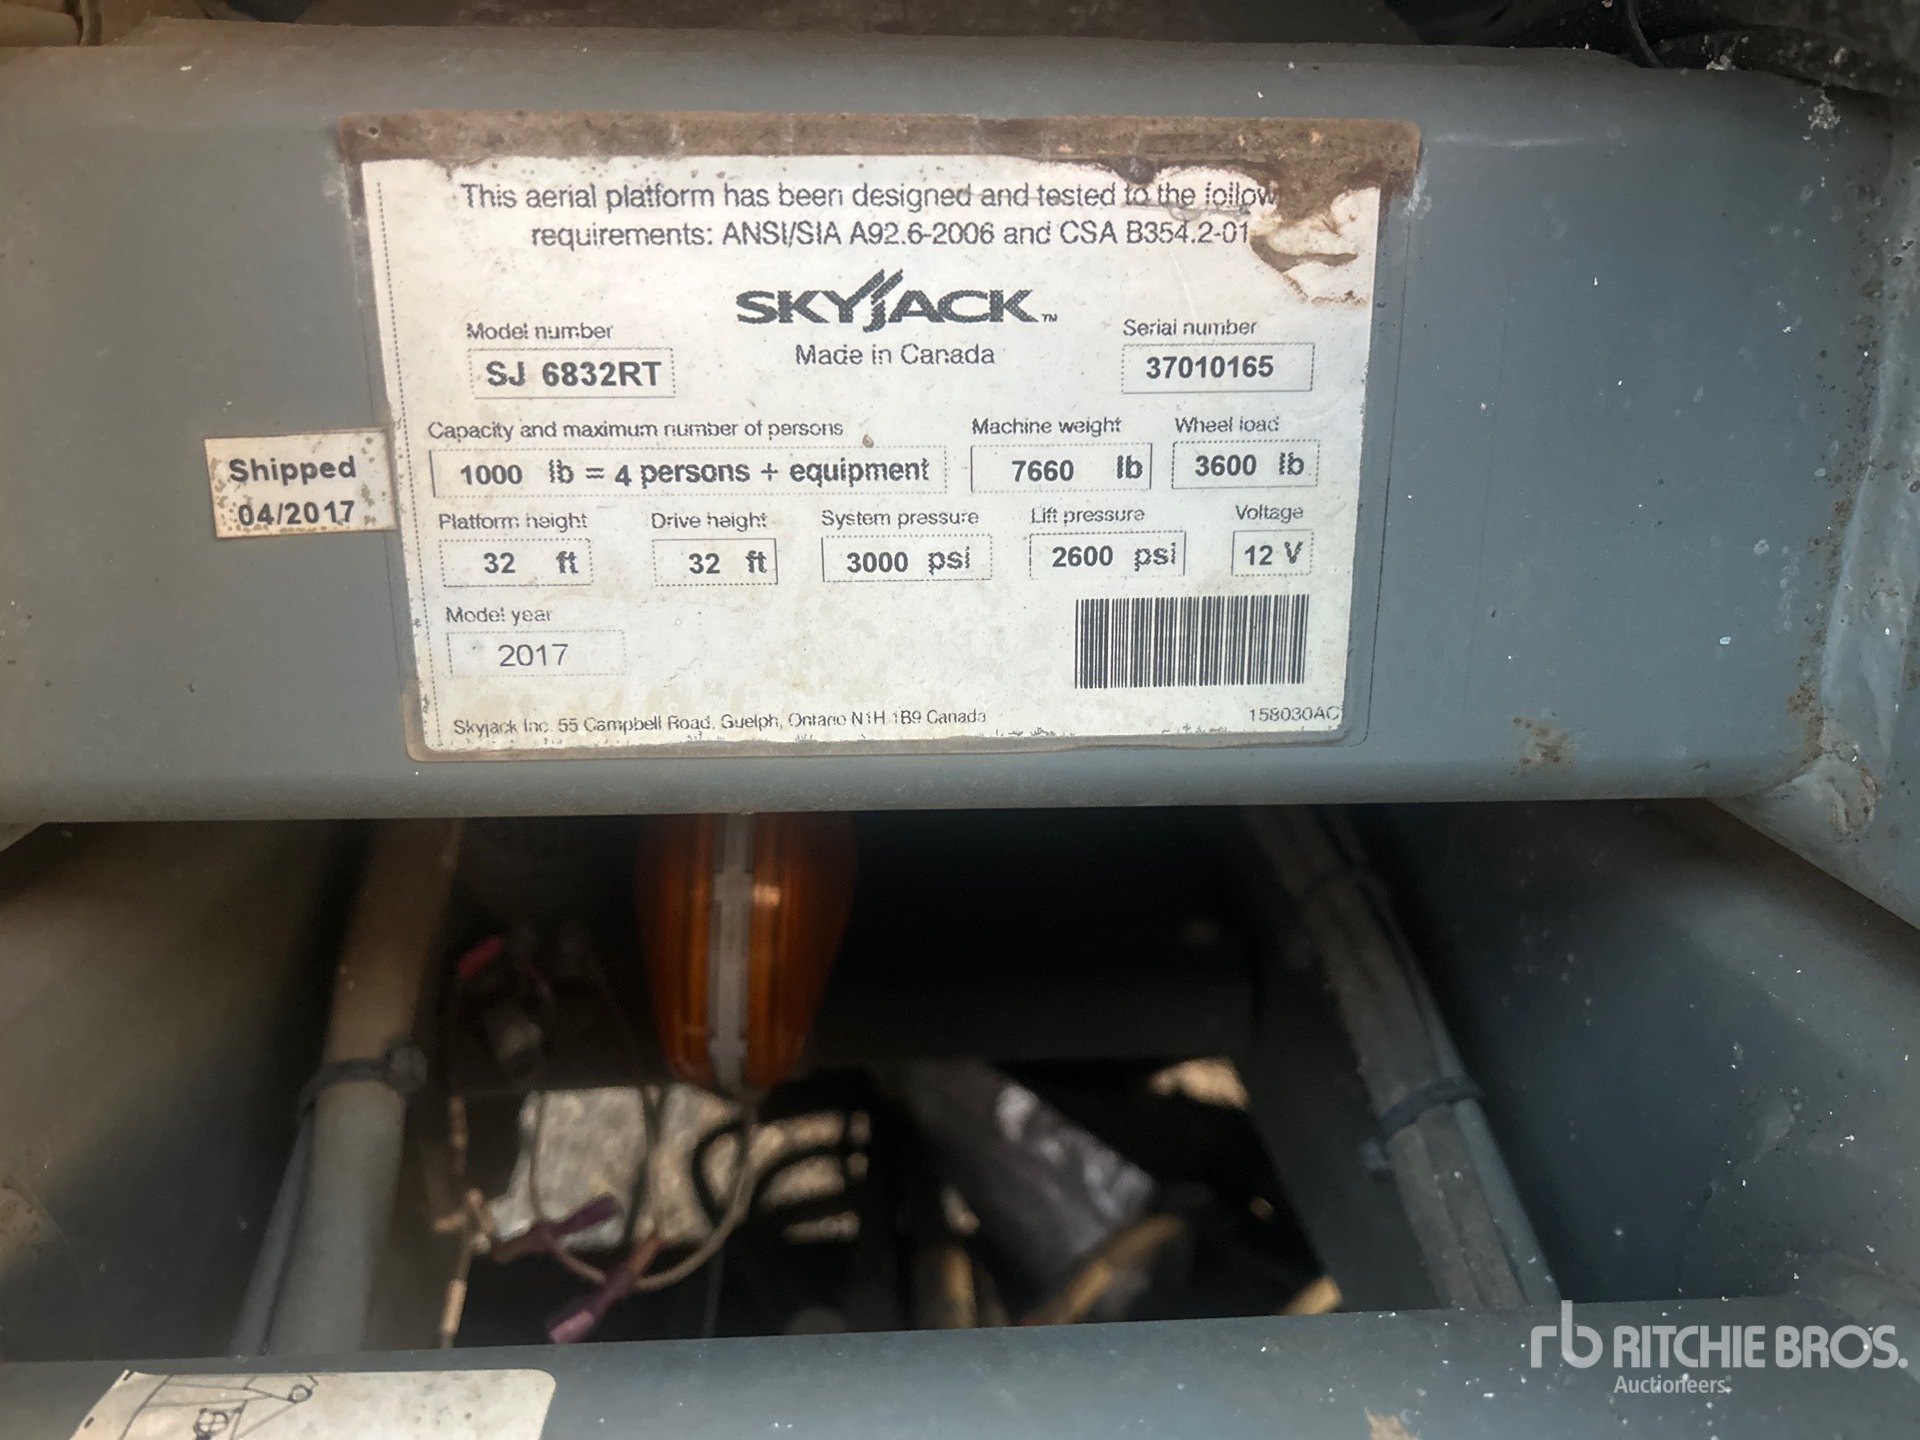 This aerial platform has been designed and tested to the follow
requirements: ANSI/SIA A92.6-2006 and CSA B354.2-01
SKYJACK™
Made in Canada
Model number
SJ 6832RT
Serial number
37010165
Capacity and maximum number of persons
1000 lb = 4 persons + equipment
Machine weight
7660 lb
Wheel load
3600 lb
Shipped
04/2017
Platform height
32 ft
Drive height
32 ft
System pressure
3000 psi
Lift pressure
2600 psi
Voltage
12 V
Model year
2017
Skyjack Inc. 55 Campbell Road, Guelph, Ontario N1H 1B9 Canada
158030AC
rb RITCHIE BROS.
Auctioneers